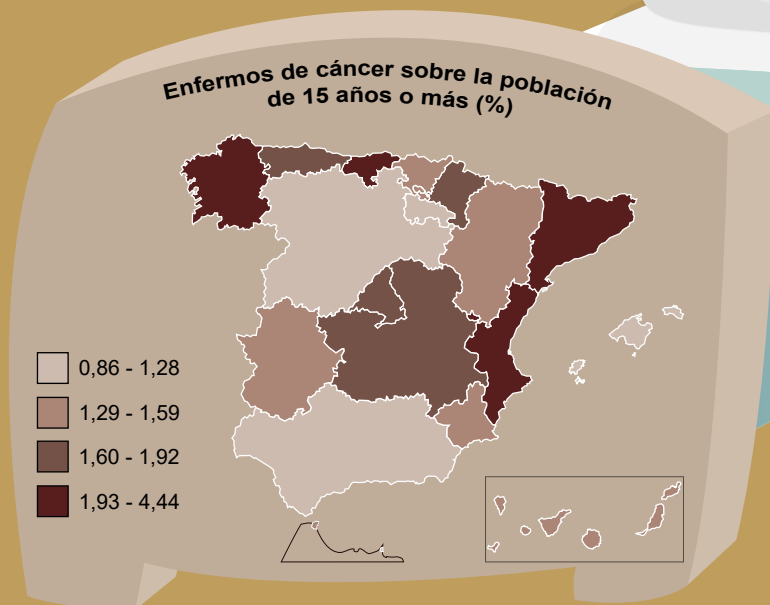 Enfermos de cáncer sobre la población
de 15 años o más (%)
0,86 - 1,28
1,29 - 1,59
1,60 - 1,92
1,93 - 4,44